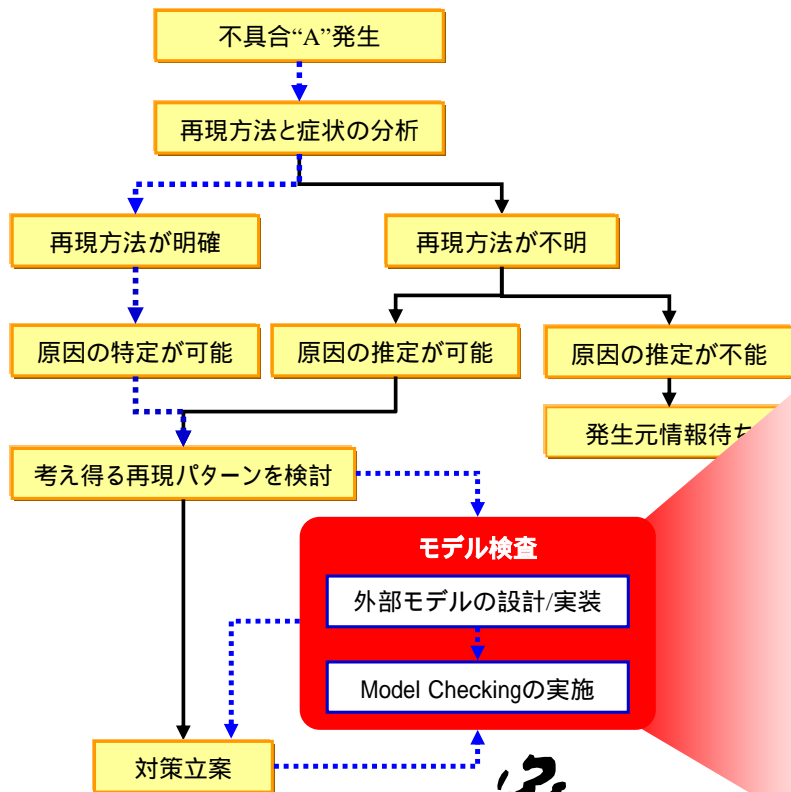 不具合“A”発生
再現方法と症状の分析
再現方法が明確
再現方法が不明
原因の特定が可能
原因の推定が可能
原因の推定が不能
発生元情報待ち
考え得る再現パターンを検討
モデル検査
外部モデルの設計/実装
Model Checkingの実施
対策立案